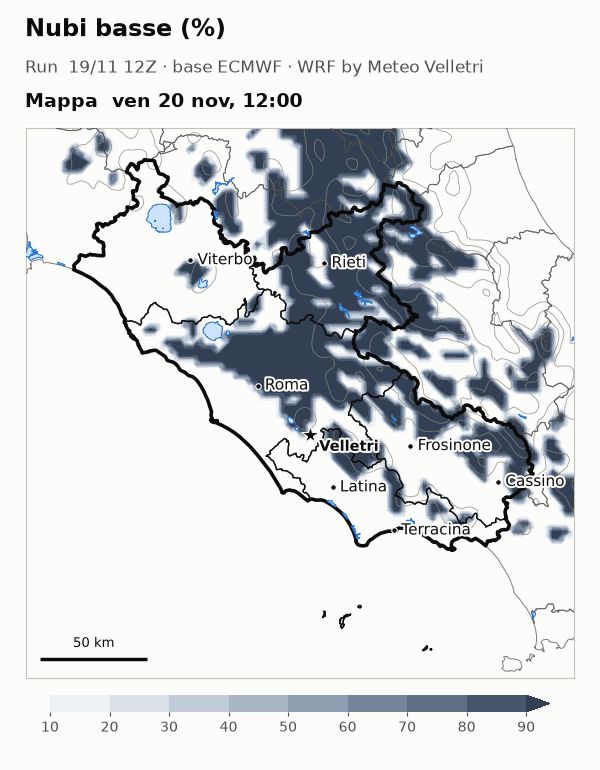 Nubi basse (%)
Run  19/11 12Z · base ECMWF · WRF by Meteo Velletri
Mappa  ven 20 nov, 12:00
Viterbo
Rieti
Roma
Velletri
Frosinone
Latina
Cassino
Terracina
50 km
10 20 30 40 50 60 70 80 90